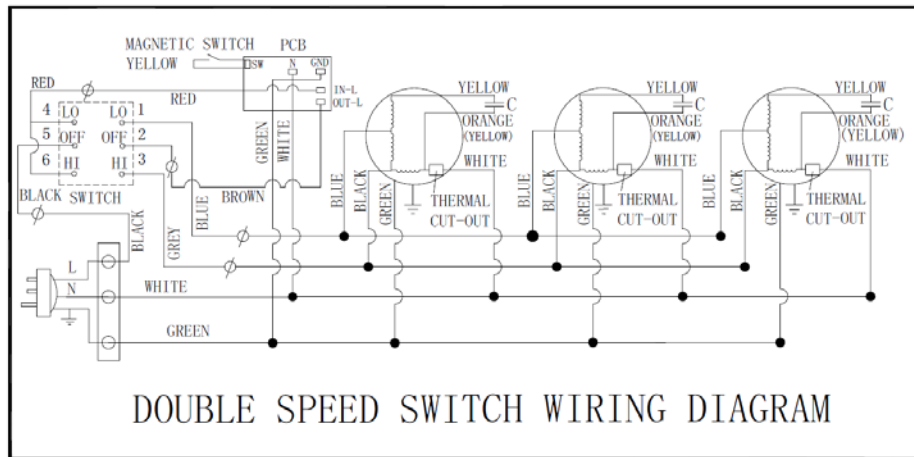 MAGNETIC SWITCH
YELLOW
PCB
SW
N
GND
IN-L
OUT-L
RED
RED
4
LO
LO
1
5
OFF
OFF
2
6
HI
HI
3
SWITCH
BLACK
BLACK
GREY
BLUE
BROWN
GREEN
WHITE
YELLOW
C
ORANGE
(YELLOW)
WHITE
BLUE
BLACK
GREEN
THERMAL
CUT-OUT
YELLOW
C
ORANGE
(YELLOW)
WHITE
BLUE
BLACK
GREEN
THERMAL
CUT-OUT
YELLOW
C
ORANGE
(YELLOW)
WHITE
BLUE
BLACK
GREEN
THERMAL
CUT-OUT
L
N
WHITE
GREEN
DOUBLE SPEED SWITCH WIRING DIAGRAM